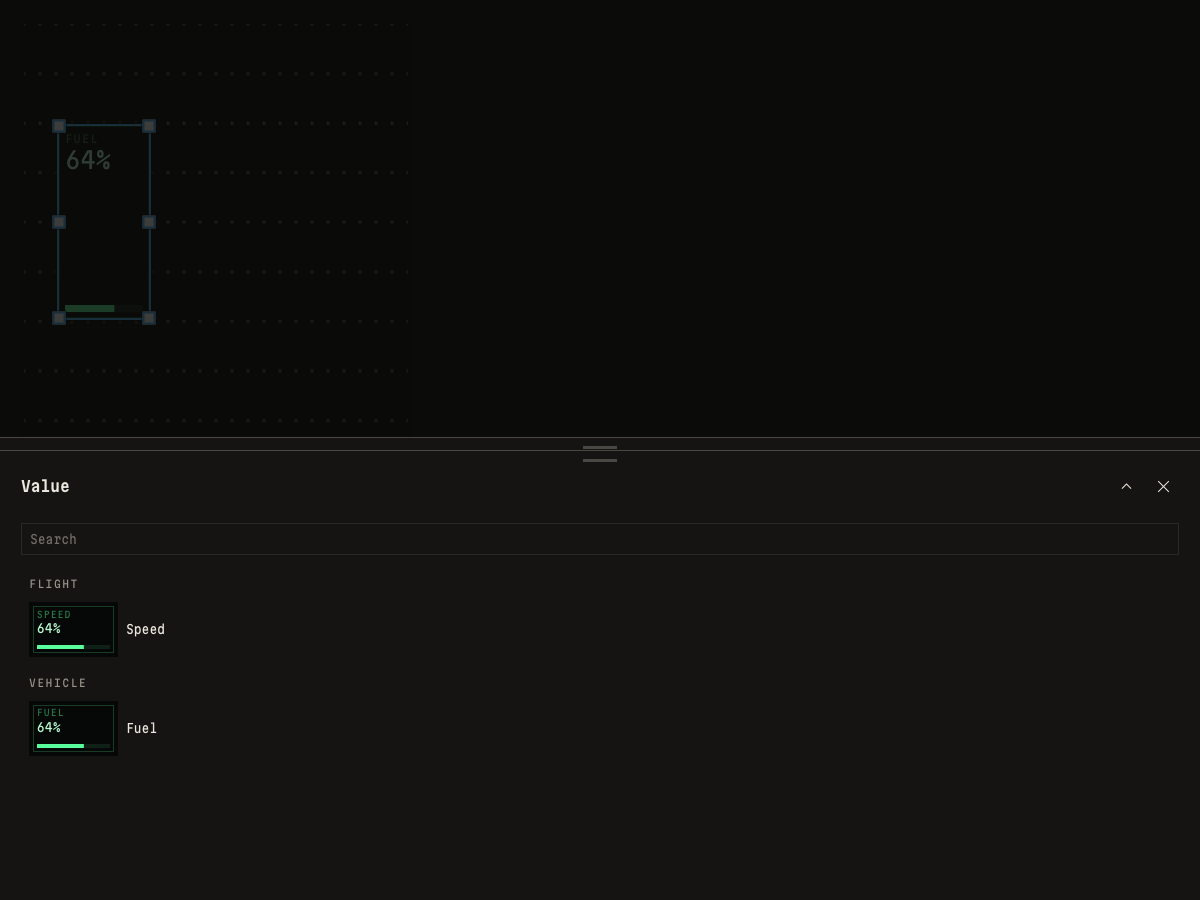 FUEL
64%
Value
Search
FLIGHT
SPEED
64%
Speed
VEHICLE
FUEL
64%
Fuel